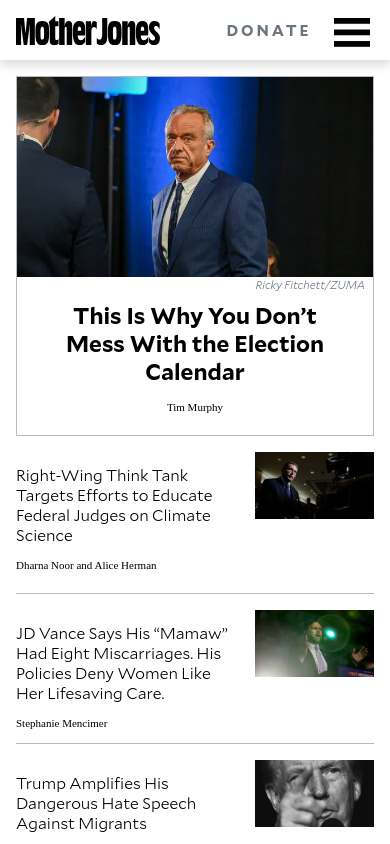 Mother Jones
DONATE
Ricky Fitchett/ZUMA
This Is Why You Don’t
Mess With the Election
Calendar
Tim Murphy
Right-Wing Think Tank
Targets Efforts to Educate
Federal Judges on Climate
Science
Dharna Noor and Alice Herman
JD Vance Says His “Mamaw”
Had Eight Miscarriages. His
Policies Deny Women Like
Her Lifesaving Care.
Stephanie Mencimer
Trump Amplifies His
Dangerous Hate Speech
Against Migrants